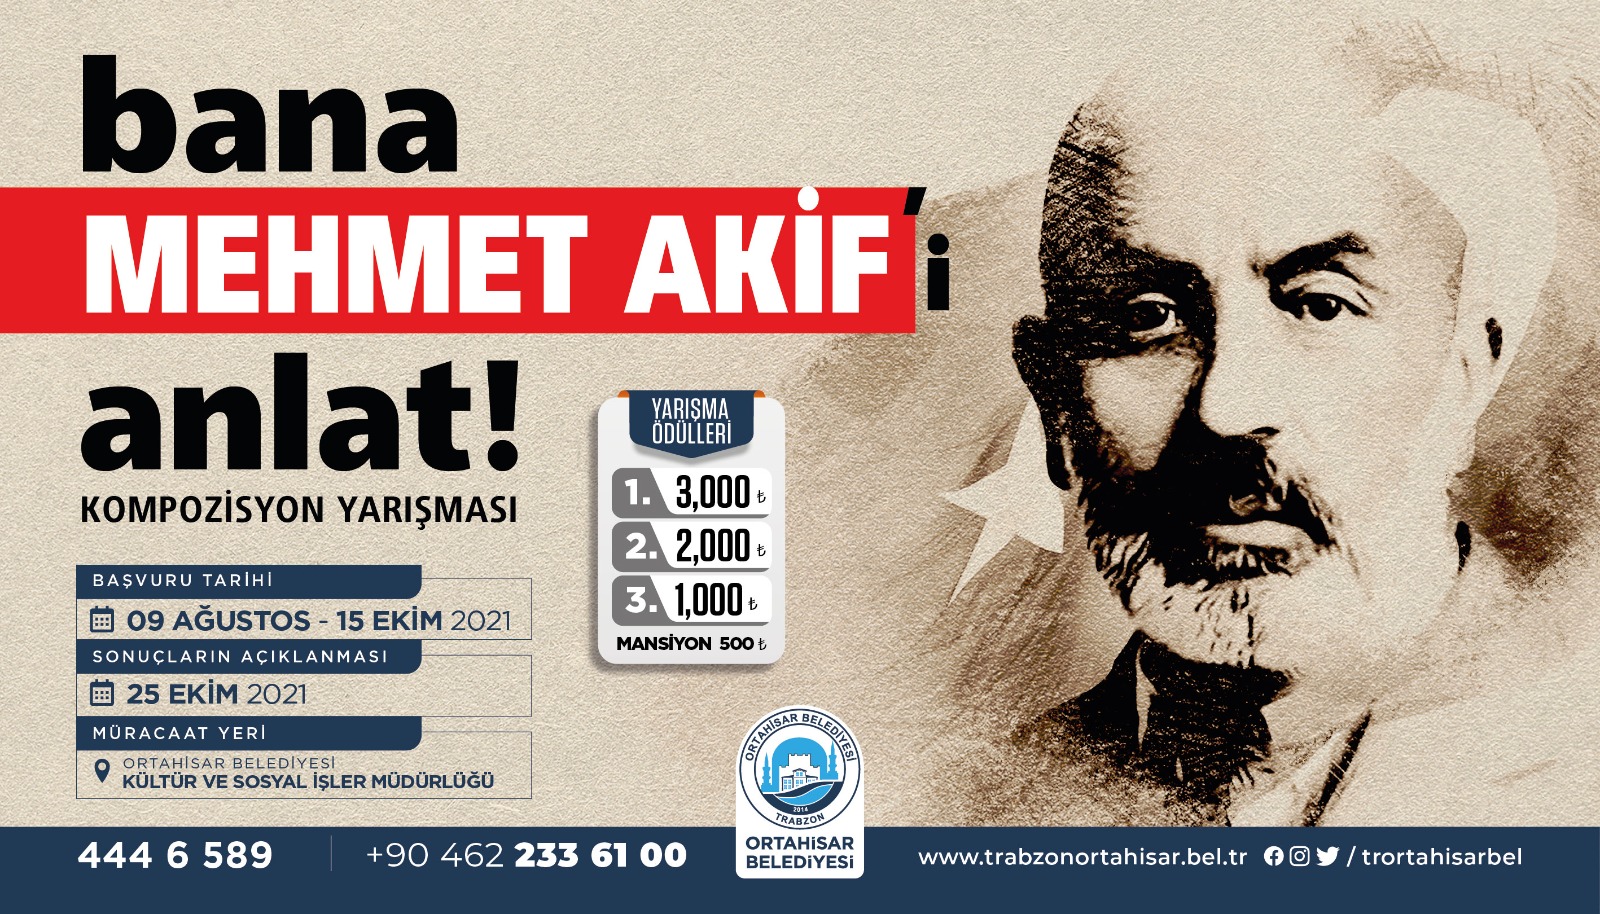 bana
MEHMET AKİF'i
anlat!
KOMPOZİSYON YARIŞMASI
BAŞVURU TARİHİ
09 AĞUSTOS - 15 EKİM 2021
SONUÇLARIN AÇIKLANMASI
25 EKİM 2021
MÜRACAAT YERİ
ORTAHİSAR BELEDİYESİ
KÜLTÜR VE SOSYAL İŞLER MÜDÜRLÜĞÜ
YARIŞMA
ÖDÜLLERİ
1. 3,000 ₺
2. 2,000 ₺
3. 1,000 ₺
MANSİYON 500 ₺
444 6 589
+90 462 233 61 00
ORTAHİSAR BELEDİYESİ
2014
TRABZON
ORTAHİSAR
BELEDİYESİ
www.trabzonortahisar.bel.tr / trortahisarbel